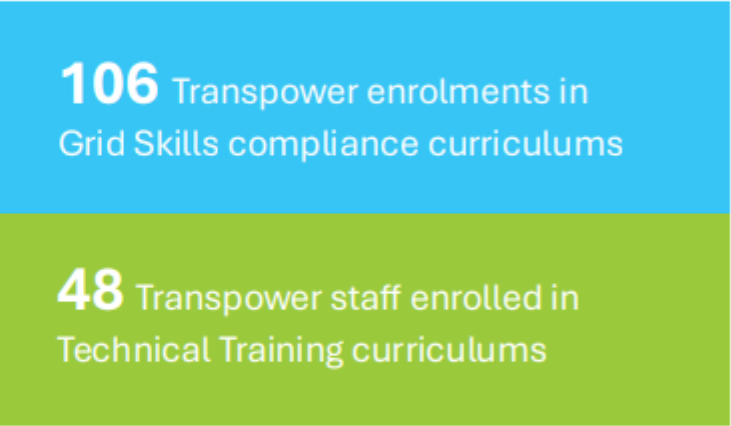 106 Transpower enrolments in
Grid Skills compliance curriculums
48 Transpower staff enrolled in
Technical Training curriculums